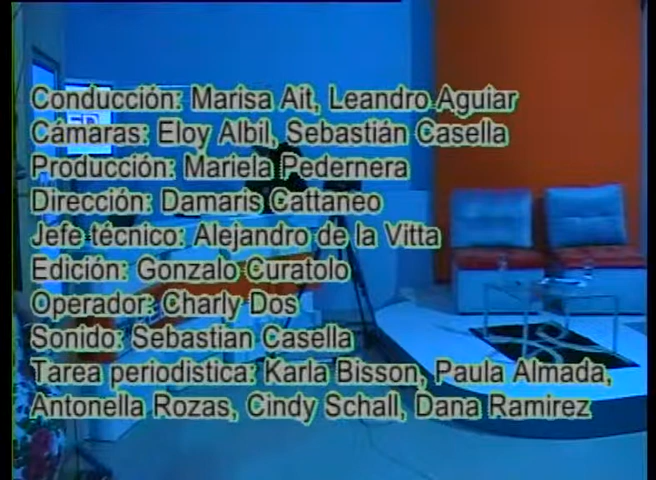 Conducción: Marisa Ait, Leandro Aguiar
Cámaras: Eloy Albil, Sebastián Casella
Producción: Mariela Pedernera
Dirección: Damaris Cattaneo
Jefe técnico: Alejandro de la Vitta
Edición: Gonzalo Curatolo
Operador: Charly Dos
Sonido: Sebastian Casella
Tarea periodistica: Karla Bisson, Paula Almada,
Antonella Rozas, Cindy Schall, Dana Ramirez